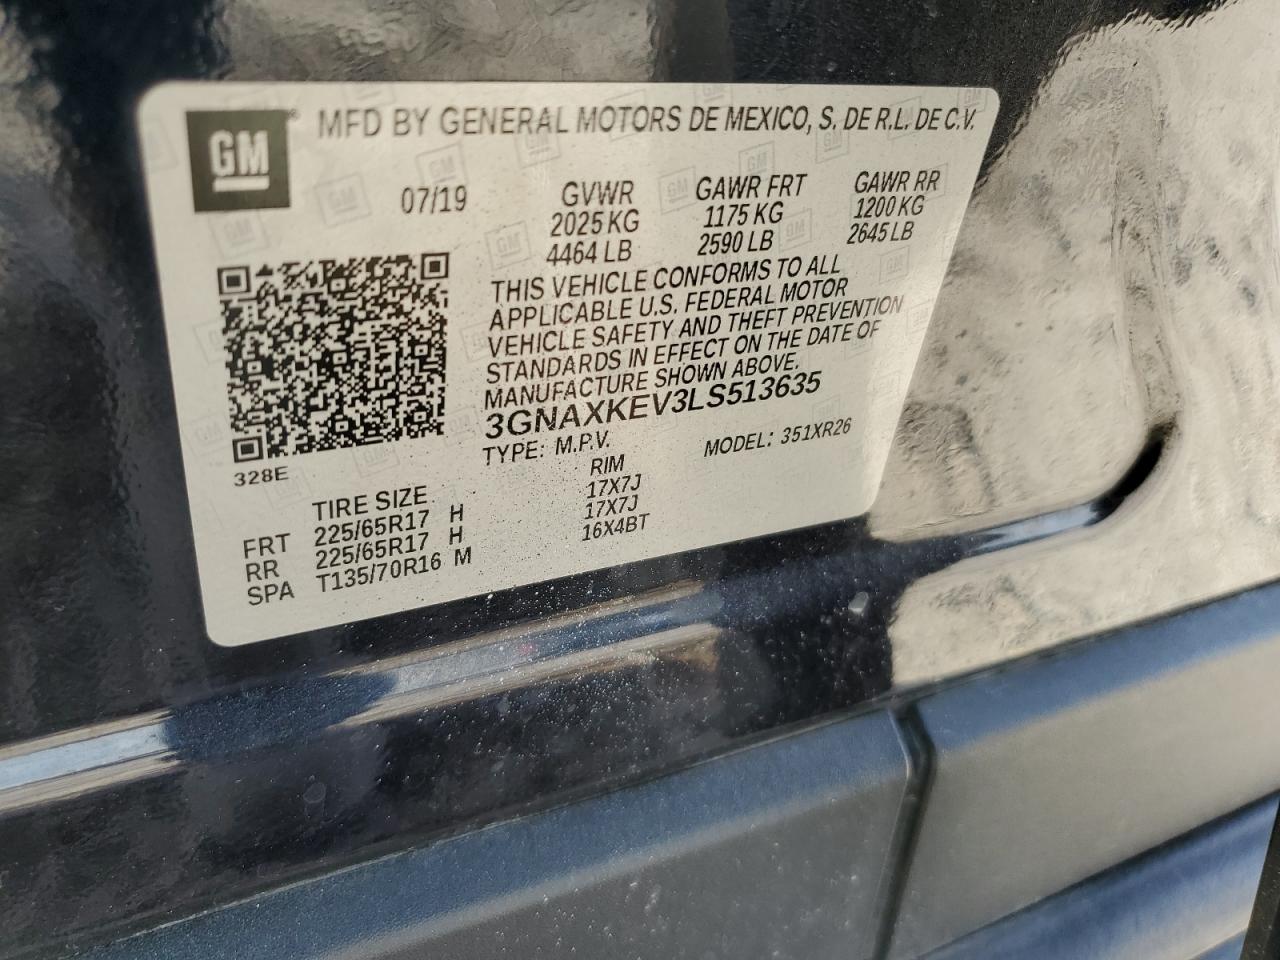 GM MFD BY GENERAL MOTORS DE MEXICO, S. DE R.L. DE C.V.
07/19 GVWR GAWR FRT GAWR RR
2025 KG 1175 KG 1200 KG
4464 LB 2590 LB 2645 LB
THIS VEHICLE CONFORMS TO ALL
APPLICABLE U.S. FEDERAL MOTOR
VEHICLE SAFETY AND THEFT PREVENTION
STANDARDS IN EFFECT ON THE DATE OF
MANUFACTURE SHOWN ABOVE.
3GNAXKEV3LS513635
TYPE: M.P.V. MODEL: 351XR26
328E
TIRE SIZE RIM
FRT 225/65R17 H 17X7J
RR 225/65R17 H 17X7J
SPA T135/70R16 M 16X4BT